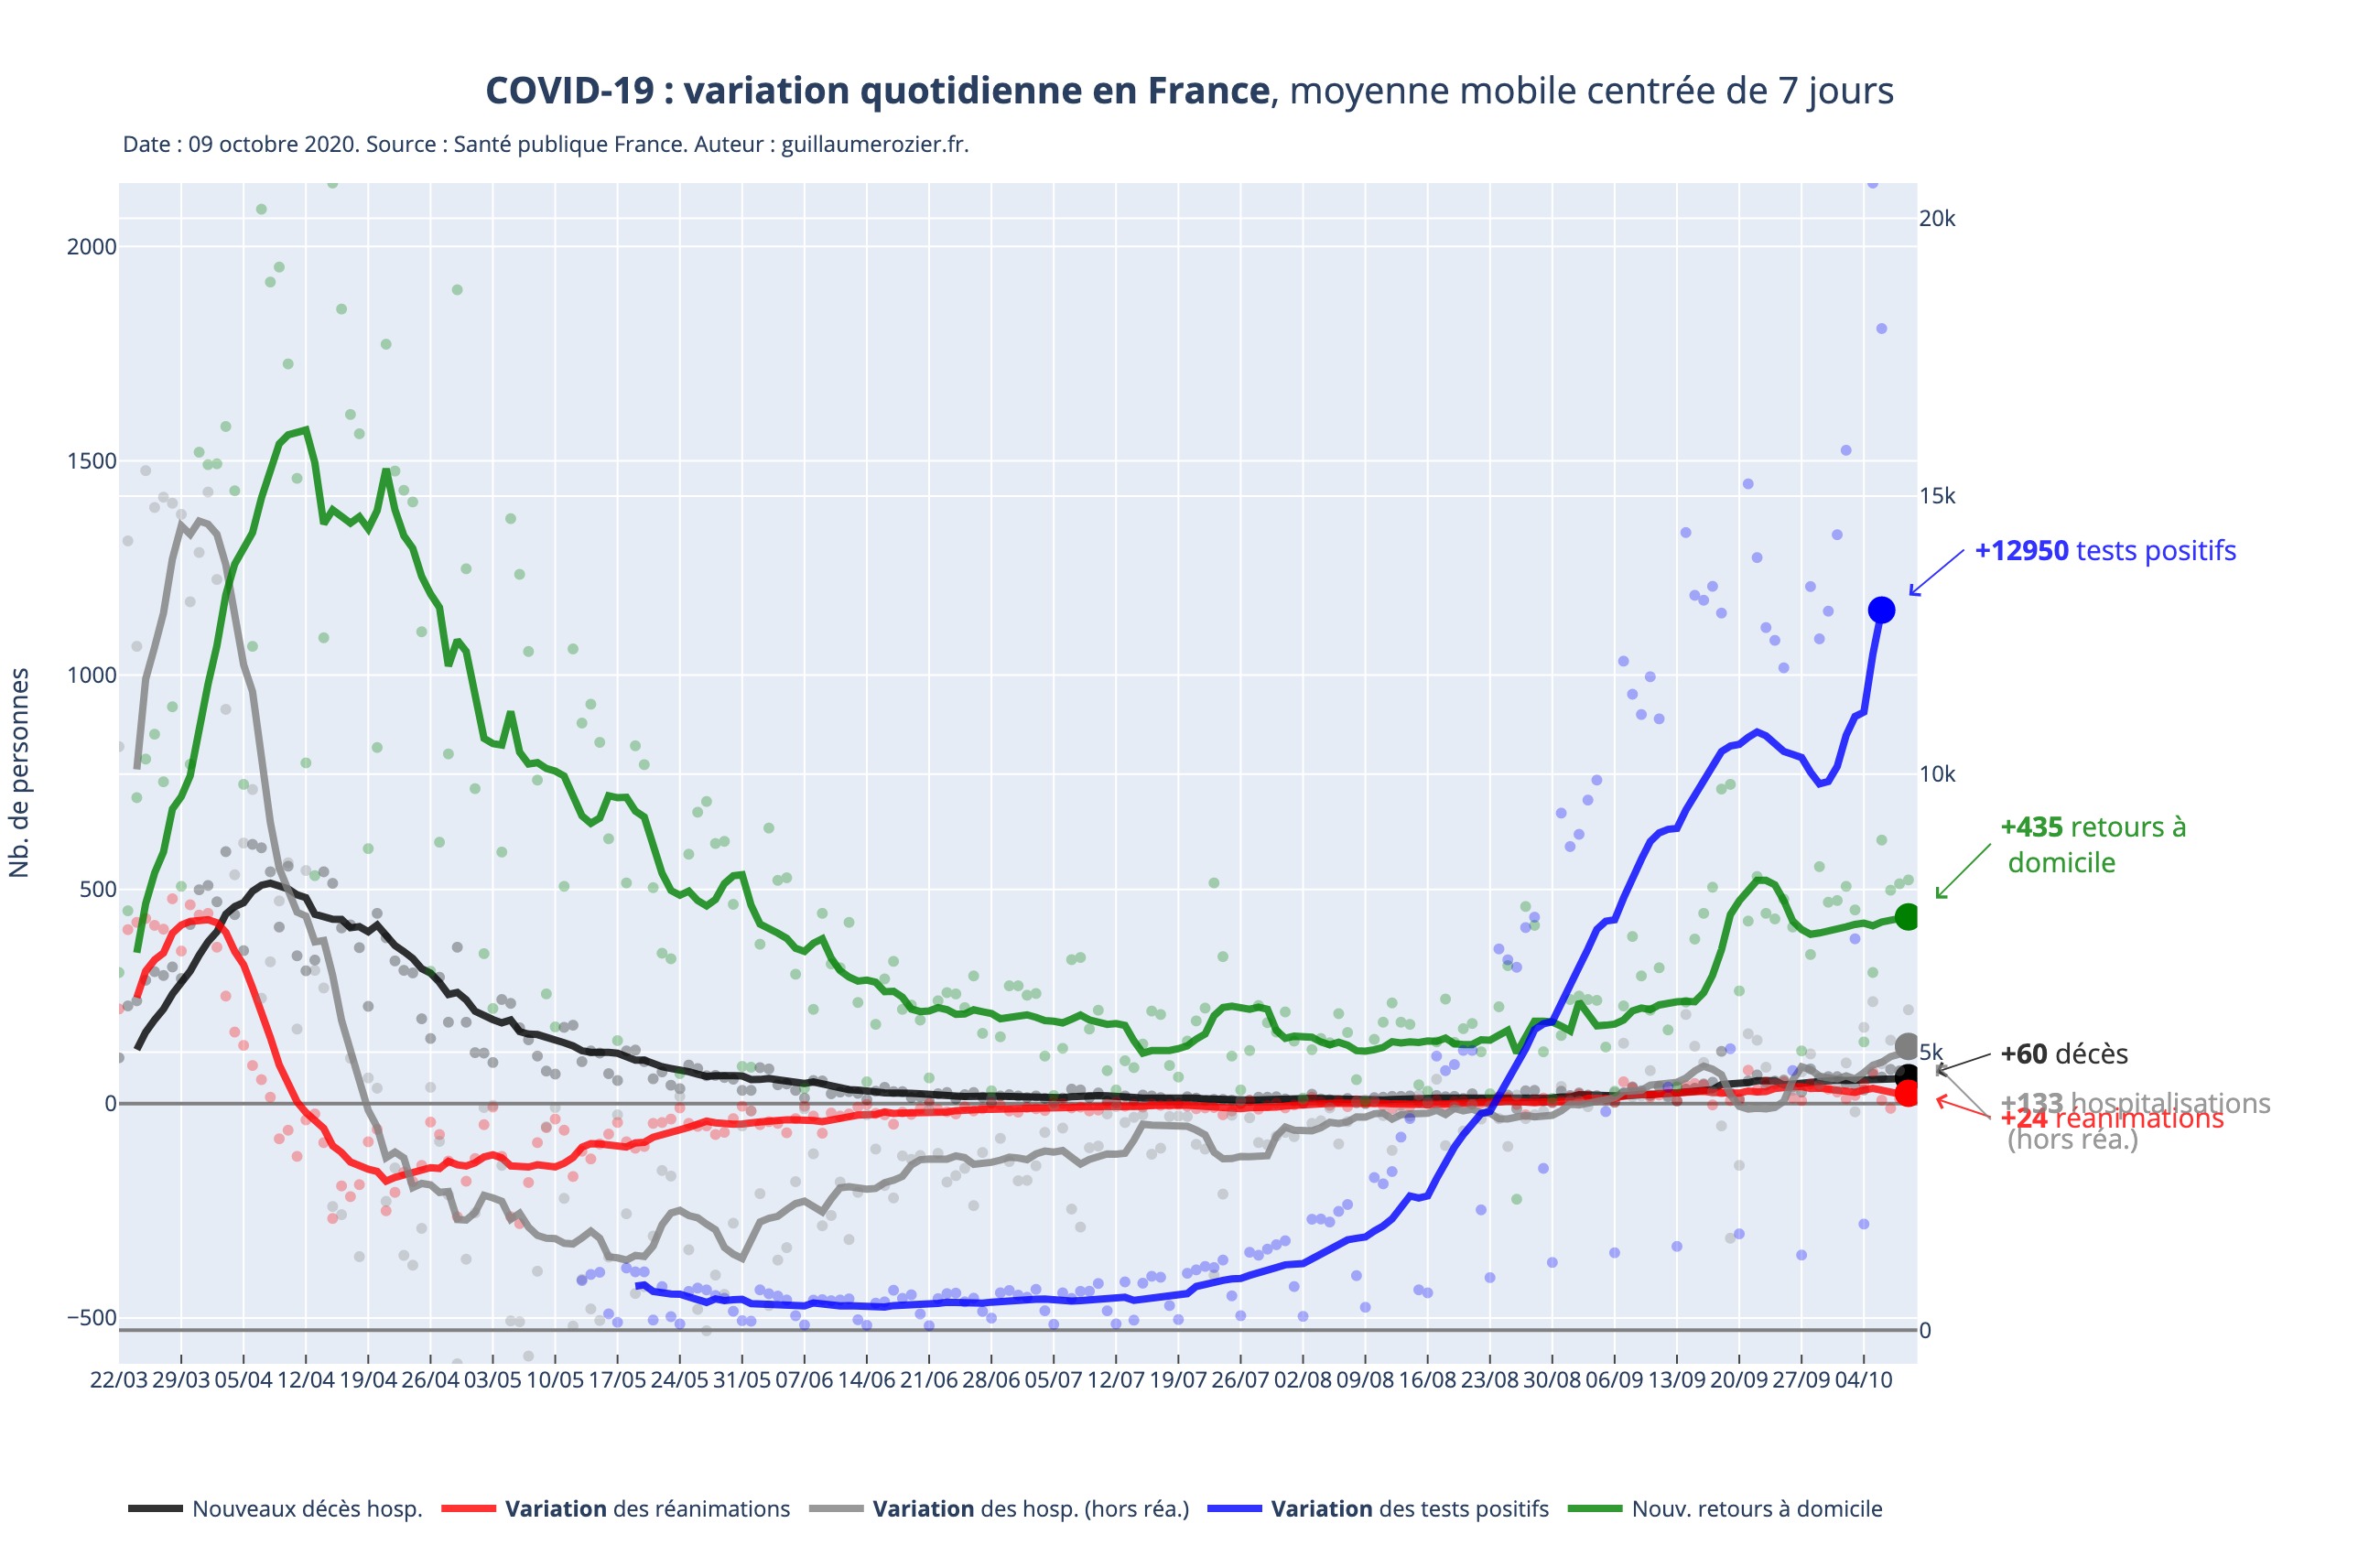 COVID-19 : variation quotidienne en France, moyenne mobile centrée de 7 jours
Date : 09 octobre 2020. Source : Santé publique France. Auteur : guillaumerozier.fr.
Nb. de personnes
2000
1500
1000
500
0
−500
20k
15k
10k
5k
0
+12950 tests positifs
+435 retours à
domicile
+60 décès
+133 hospitalisations
(hors réa.)
+24 réanimations
22/03 29/03 05/04 12/04 19/04 26/04 03/05 10/05 17/05 24/05 31/05 07/06 14/06 21/06 28/06 05/07 12/07 19/07 26/07 02/08 09/08 16/08 23/08 30/08 06/09 13/09 20/09 27/09 04/10
Nouveaux décès hosp. Variation des réanimations Variation des hosp. (hors réa.) Variation des tests positifs Nouv. retours à domicile